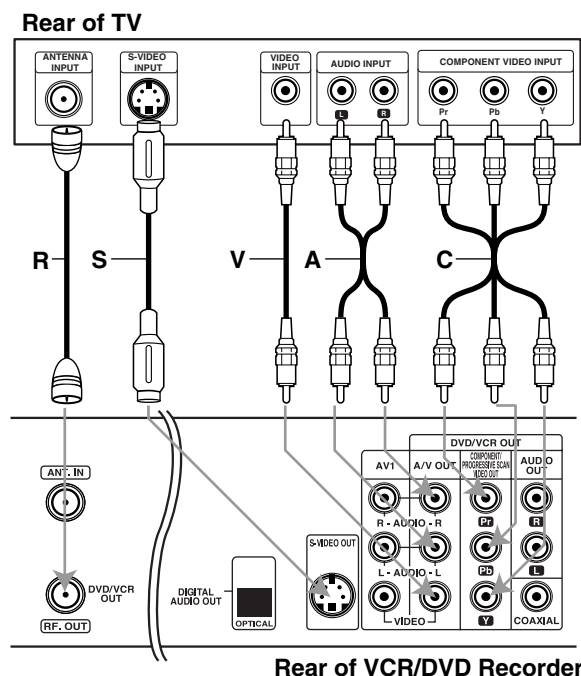 Rear of TV
ANTENNA
INPUT
S-VIDEO
INPUT
VIDEO
INPUT
AUDIO INPUT
COMPONENT VIDEO INPUT
L
R
Pr
Pb
Y
R
S
V
A
C
DVD/VCR OUT
ANT. IN
AV1
A/V OUT
COMPONENT/
PROGRESSIVE SCAN
VIDEO OUT
AUDIO
OUT
R - AUDIO - R
Pr
R
S-VIDEO OUT
L - AUDIO - L
Pb
L
DVD/VCR
OUT
RF. OUT
DIGITAL
AUDIO OUT
OPTICAL
VIDEO
Y
COAXIAL
Rear of VCR/DVD Recorder